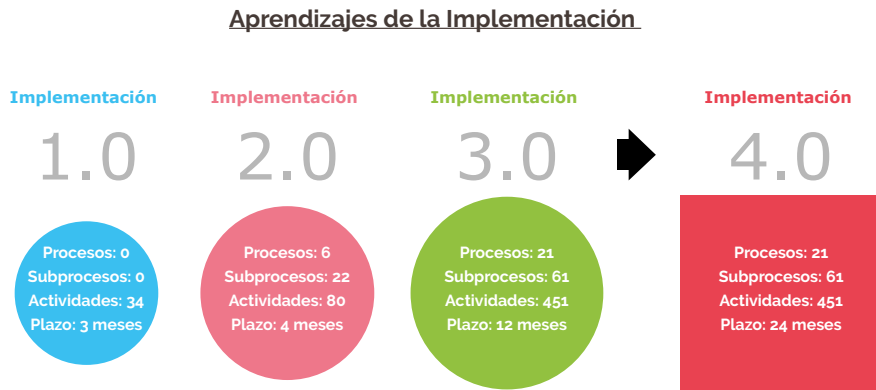 Aprendizajes de la Implementación
Implementación
1.0
Procesos: 0
Subprocesos: 0
Actividades: 34
Plazo: 3 meses
Implementación
2.0
Procesos: 6
Subprocesos: 22
Actividades: 80
Plazo: 4 meses
Implementación
3.0
Procesos: 21
Subprocesos: 61
Actividades: 451
Plazo: 12 meses
Implementación
4.0
Procesos: 21
Subprocesos: 61
Actividades: 451
Plazo: 24 meses